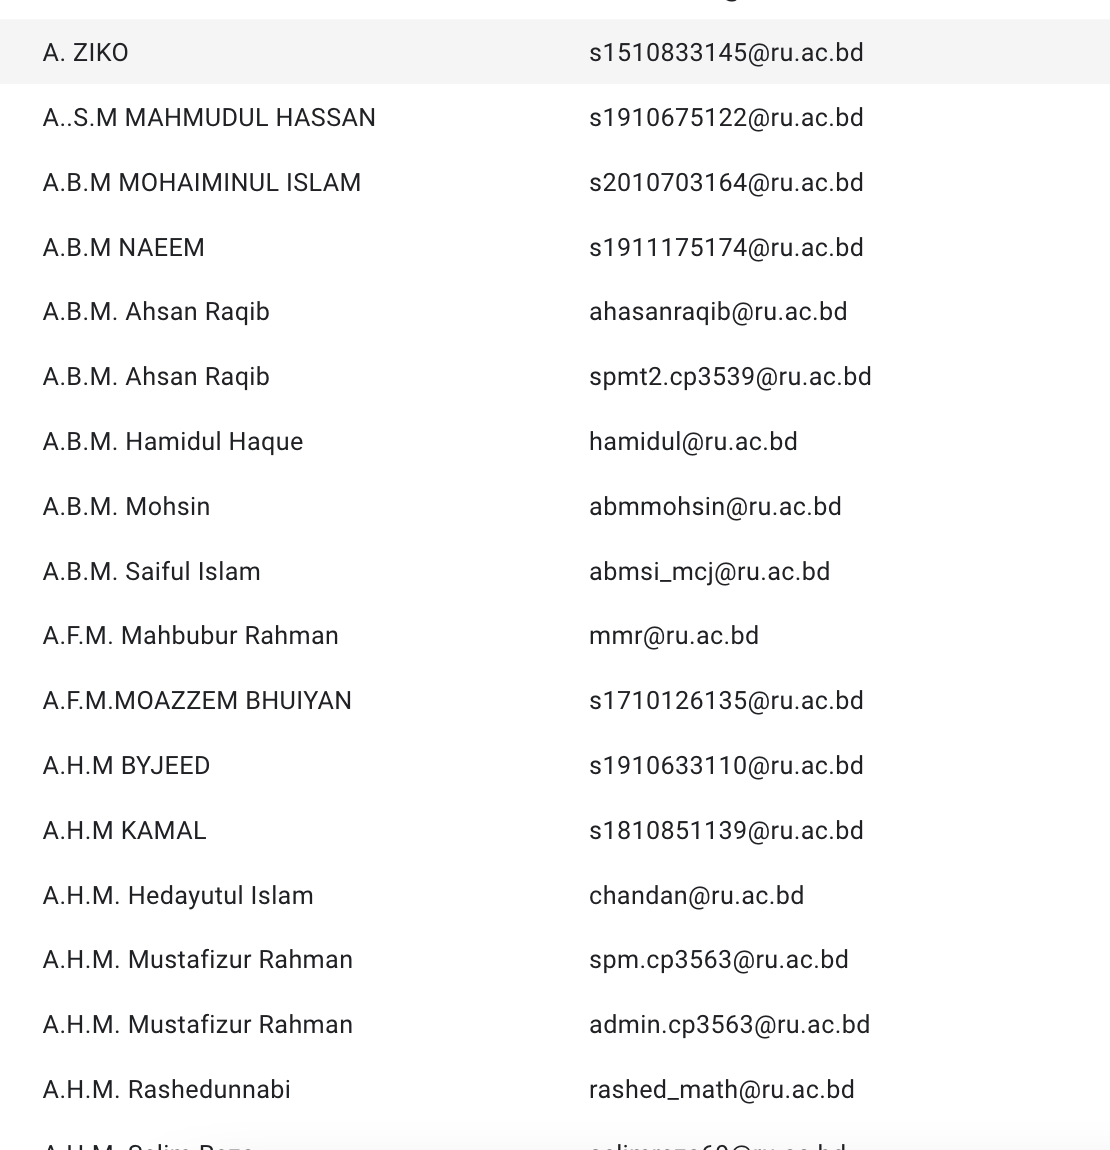 A. ZIKO s1510833145@ru.ac.bd
A..S.M MAHMUDUL HASSAN s1910675122@ru.ac.bd
A.B.M MOHAIMINUL ISLAM s2010703164@ru.ac.bd
A.B.M NAEEM s1911175174@ru.ac.bd
A.B.M. Ahsan Raqib ahasanraqib@ru.ac.bd
A.B.M. Ahsan Raqib spmt2.cp3539@ru.ac.bd
A.B.M. Hamidul Haque hamidul@ru.ac.bd
A.B.M. Mohsin abmmohsin@ru.ac.bd
A.B.M. Saiful Islam abmsi_mcj@ru.ac.bd
A.F.M. Mahbubur Rahman mmr@ru.ac.bd
A.F.M.MOAZZEM BHUIYAN s1710126135@ru.ac.bd
A.H.M BYJEED s1910633110@ru.ac.bd
A.H.M KAMAL s1810851139@ru.ac.bd
A.H.M. Hedayutul Islam chandan@ru.ac.bd
A.H.M. Mustafizur Rahman spm.cp3563@ru.ac.bd
A.H.M. Mustafizur Rahman admin.cp3563@ru.ac.bd
A.H.M. Rashedunnabi rashed_math@ru.ac.bd